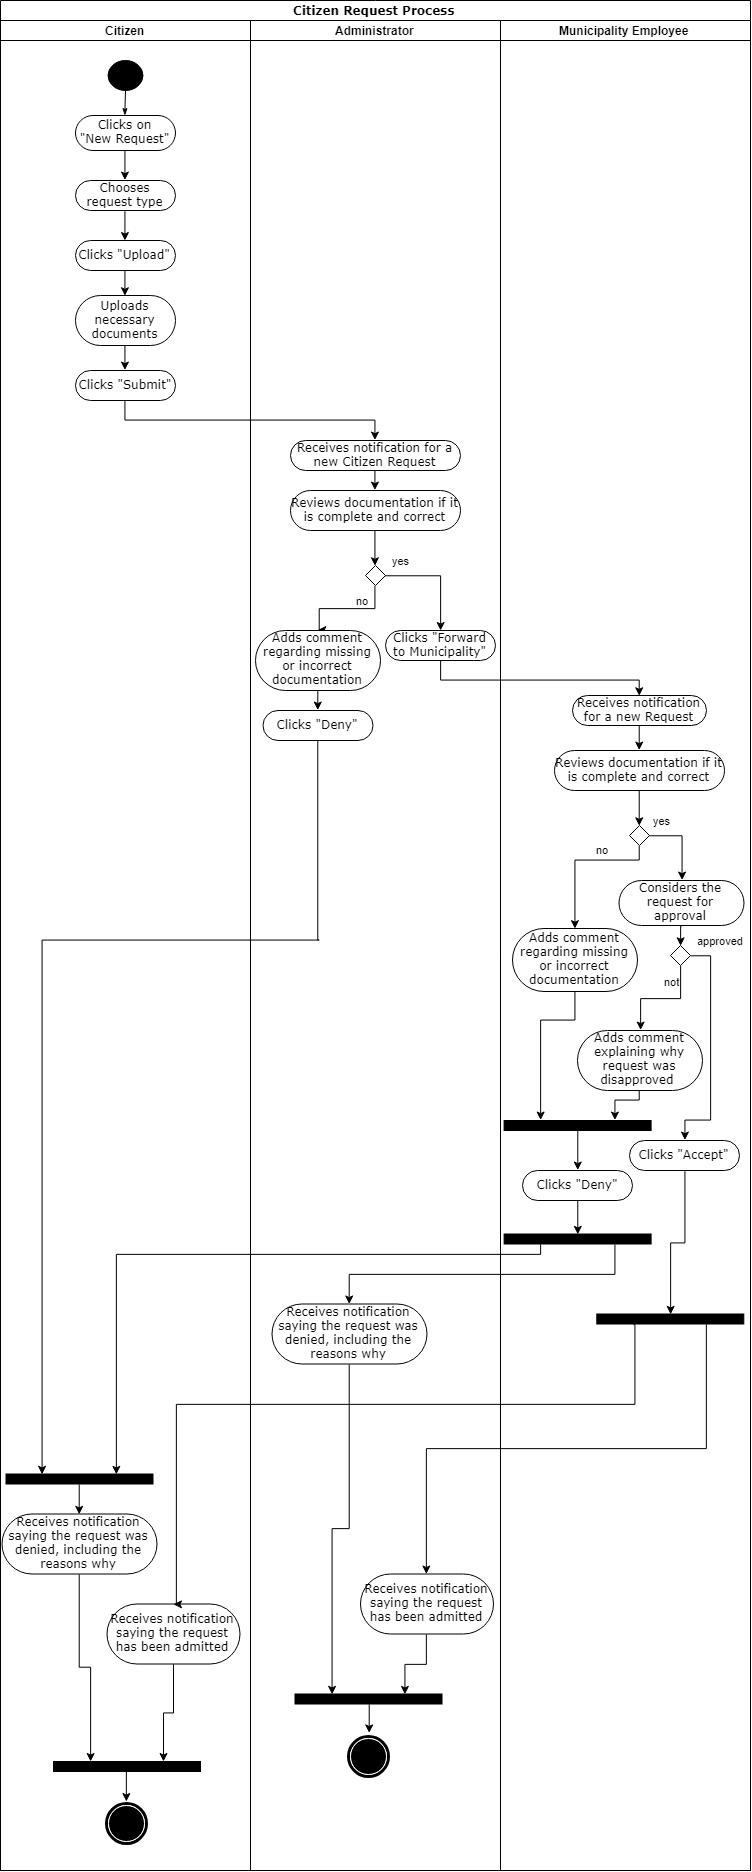 Citizen Request Process
Citizen
Administrator
Municipality Employee
Clicks on
"New Request"
Chooses
request type
Clicks "Upload"
Uploads
necessary
documents
Clicks "Submit"
Receives notification for a
new Citizen Request
Reviews documentation if it
is complete and correct
yes
no
Adds comment
regarding missing
or incorrect
documentation
Clicks "Forward
to Municipality"
Clicks "Deny"
Receives notification
for a new Request
Reviews documentation if it
is complete and correct
yes
no
Considers the
request for
approval
Adds comment
regarding missing
or incorrect
documentation
approved
not
Adds comment
explaining why
request was
disapproved
Clicks "Accept"
Clicks "Deny"
Receives notification
saying the request was
denied, including the
reasons why
Receives notification
saying the request was
denied, including the
reasons why
Receives notification
saying the request
has been admitted
Receives notification
saying the request
has been admitted